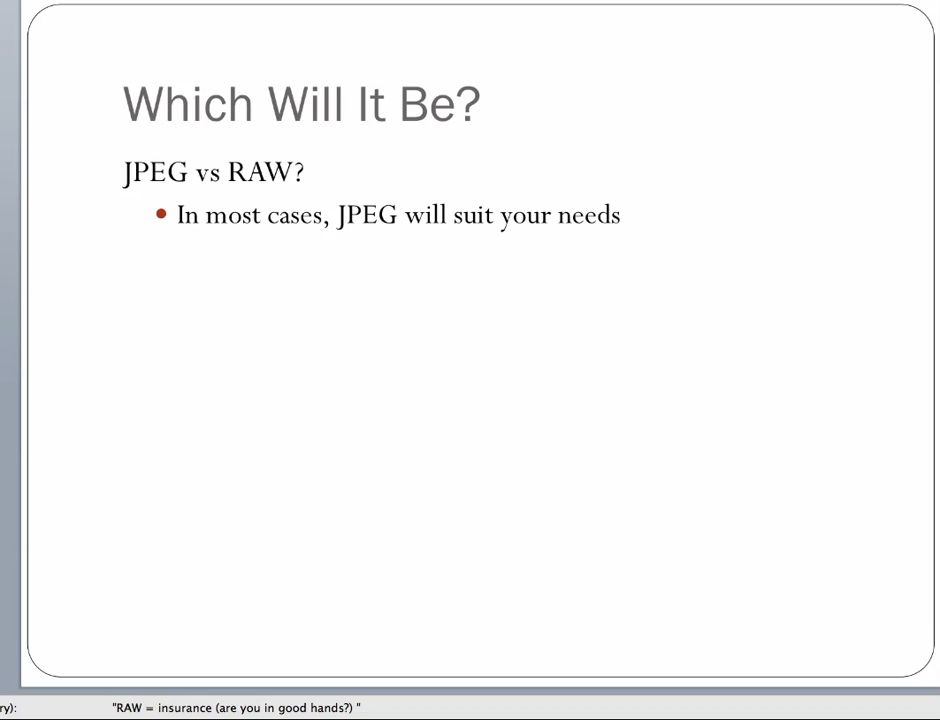 Which Will It Be?
JPEG vs RAW?
• In most cases, JPEG will suit your needs
ry): "RAW = insurance (are you in good hands?) "